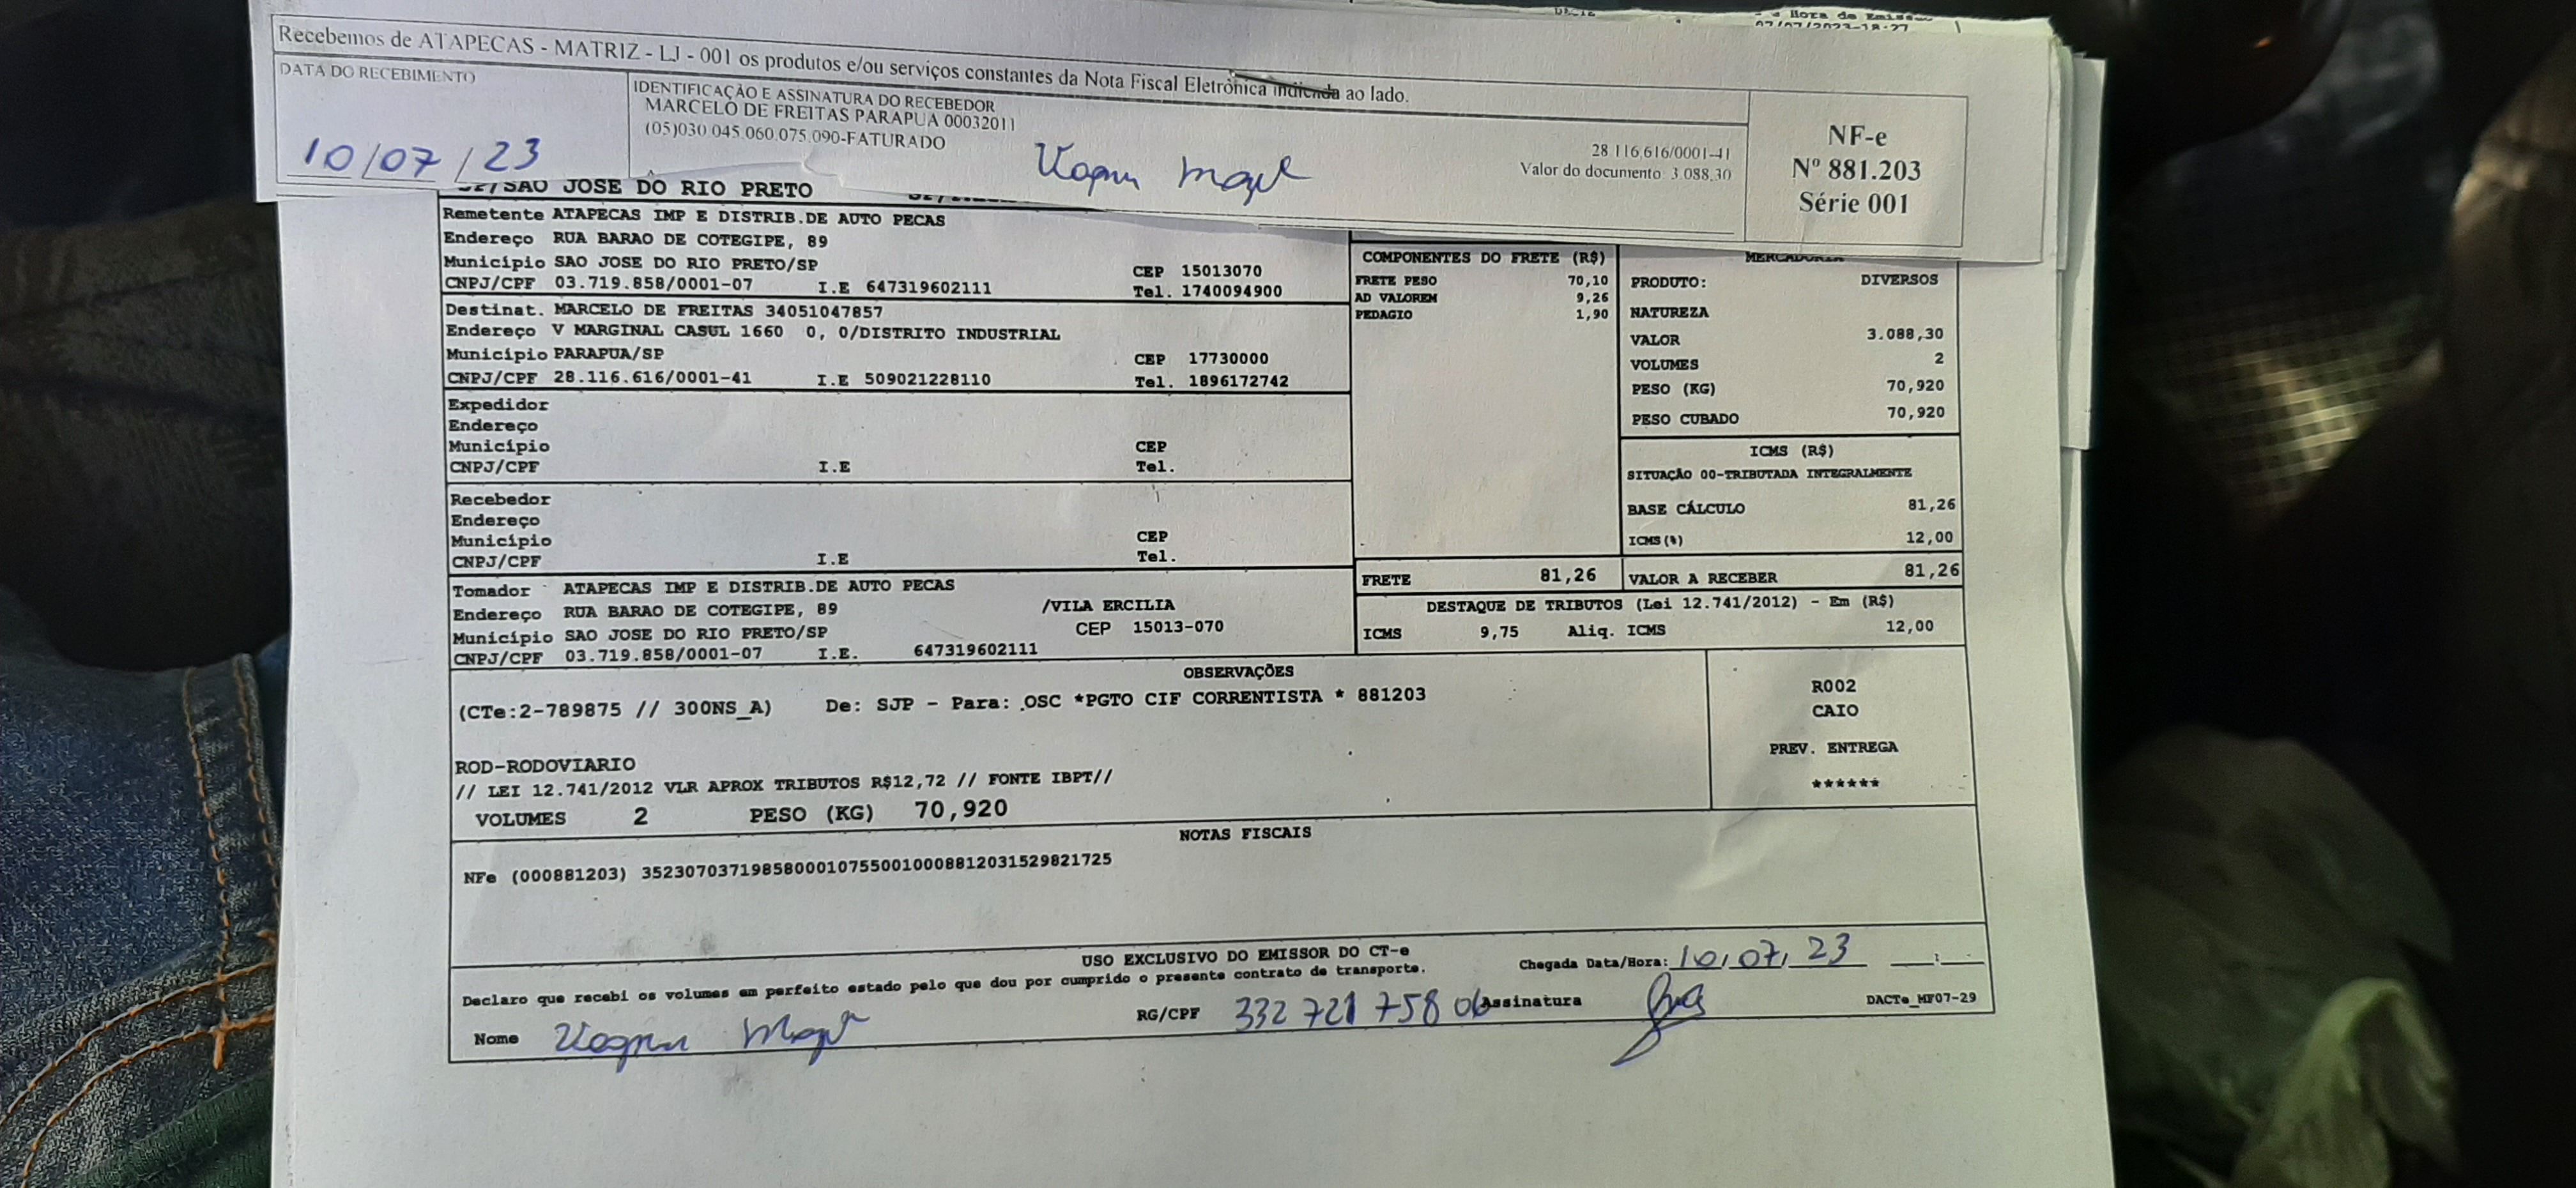 Hora de Emiss
07/07/2023-18:27
Recebemos de ATAPECAS - MATRIZ - LJ - 001 os produtos e/ou serviços constantes da Nota Fiscal Eletrônica indicada ao lado.
DATA DO RECEBIMENTO
10/07/23
IDENTIFICAÇÃO E ASSINATURA DO RECEBEDOR
MARCELO DE FREITAS PARAPUA 00032011
(05)030.045.060.075.090-FATURADO
28.116.616/0001-41
Valor do documento: 3.088,30
NF-e
Nº 881.203
Série 001
SAO JOSE DO RIO PRETO
Remetente ATAPECAS IMP E DISTRIB.DE AUTO PECAS
Endereço RUA BARAO DE COTEGIPE, 89
Município SAO JOSE DO RIO PRETO/SP CEP 15013070
CNPJ/CPF 03.719.858/0001-07 I.E 647319602111 Tel. 1740094900
Destinat. MARCELO DE FREITAS 34051047857
Endereço V MARGINAL CASUL 1660 0, 0/DISTRITO INDUSTRIAL
Município PARAPUA/SP CEP 17730000
CNPJ/CPF 28.116.616/0001-41 I.E 509021228110 Tel. 1896172742
Expedidor
Endereço
Município CEP
CNPJ/CPF I.E Tel.
Recebedor
Endereço
Município CEP
CNPJ/CPF I.E Tel.
Tomador ATAPECAS IMP E DISTRIB.DE AUTO PECAS
Endereço RUA BARAO DE COTEGIPE, 89 /VILA ERCILIA
Município SAO JOSE DO RIO PRETO/SP CEP 15013-070
CNPJ/CPF 03.719.858/0001-07 I.E. 647319602111
COMPONENTES DO FRETE (R$)
FRETE PESO 70,10
AD VALOREM 9,26
PEDAGIO 1,90
MERCADORIA
PRODUTO: DIVERSOS
NATUREZA
VALOR 3.088,30
VOLUMES 2
PESO (KG) 70,920
PESO CUBADO 70,920
ICMS (R$)
SITUAÇÃO 00-TRIBUTADA INTEGRALMENTE
BASE CÁLCULO 81,26
ICMS(%) 12,00
FRETE 81,26 VALOR A RECEBER 81,26
DESTAQUE DE TRIBUTOS (Lei 12.741/2012) - Em (R$)
ICMS 9,75 Aliq. ICMS 12,00
OBSERVAÇÕES
(CTe:2-789875 // 300NS_A) De: SJP - Para: OSC *PGTO CIF CORRENTISTA * 881203
ROD-RODOVIARIO
// LEI 12.741/2012 VLR APROX TRIBUTOS R$12,72 // FONTE IBPT//
VOLUMES 2 PESO (KG) 70,920
R002
CAIO
PREV. ENTREGA
******
NOTAS FISCAIS
NFe (000881203) 35230703719858000107550010008812031529821725
USO EXCLUSIVO DO EMISSOR DO CT-e
Declaro que recebi os volumes em perfeito estado pelo que dou por cumprido o presente contrato de transporte.
Chegada Data/Hora: 10/07/23 __:__
Nome
RG/CPF 332 721 758 06 Assinatura
DACTe_MF07-29